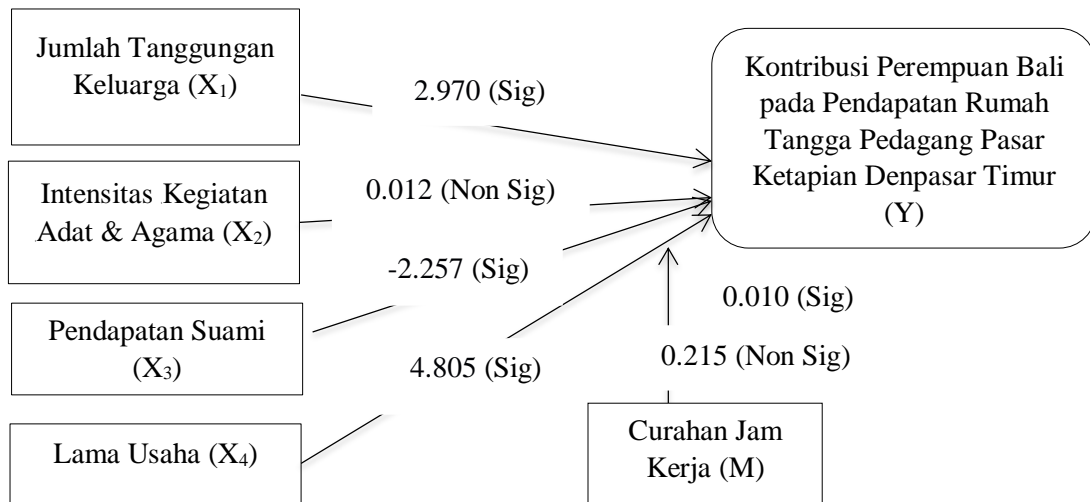 Jumlah Tanggungan
Keluarga (X₁)
2.970 (Sig)
Kontribusi Perempuan Bali
pada Pendapatan Rumah
Tangga Pedagang Pasar
Ketapian Denpasar Timur
(Y)
Intensitas Kegiatan
Adat & Agama (X₂)
0.012 (Non Sig)
-2.257 (Sig)
Pendapatan Suami
(X₃)
0.010 (Sig)
4.805 (Sig)
0.215 (Non Sig)
Lama Usaha (X₄)
Curahan Jam
Kerja (M)